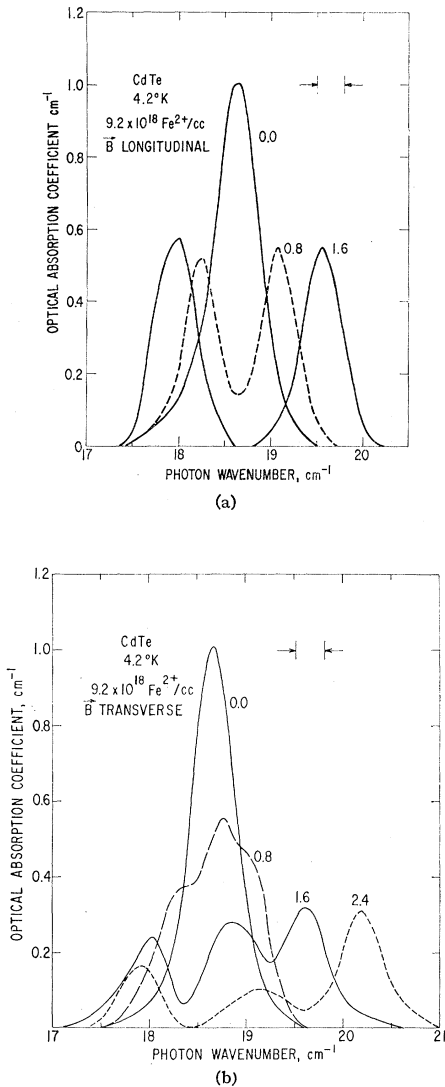 1.2
CdTe
4.2°K
9.2 x 10^18 Fe^2+/cc
B⃗ LONGITUDINAL
1.0
0.0
0.8
0.6
0.4
0.2
0
0.8
1.6
OPTICAL ABSORPTION COEFFICIENT cm^-1
17
18
19
20
PHOTON WAVENUMBER, cm^-1
(a)
1.2
CdTe
4.2°K
9.2 x 10^18 Fe^2+/cc
B⃗ TRANSVERSE
1.0
0.0
0.8
0.6
0.4
0.2
0.8
1.6
2.4
OPTICAL ABSORPTION COEFFICIENT, cm^-1
17
18
19
20
21
PHOTON WAVENUMBER, cm^-1
(b)